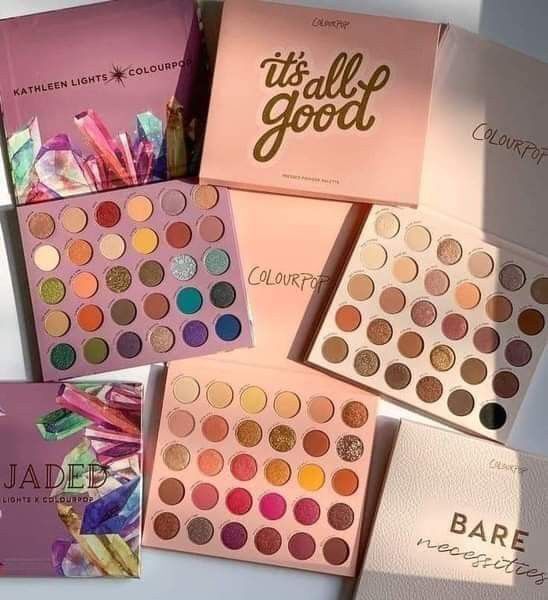 KATHLEEN LIGHTS COLOURPOP
COLOURPOP
it's all
good
PRESSED POWDER PALETTE
COLOURPOP
COLOURPOP
JADED
LIGHTS X COLOURPOP
COLOURPOP
BARE
necessities